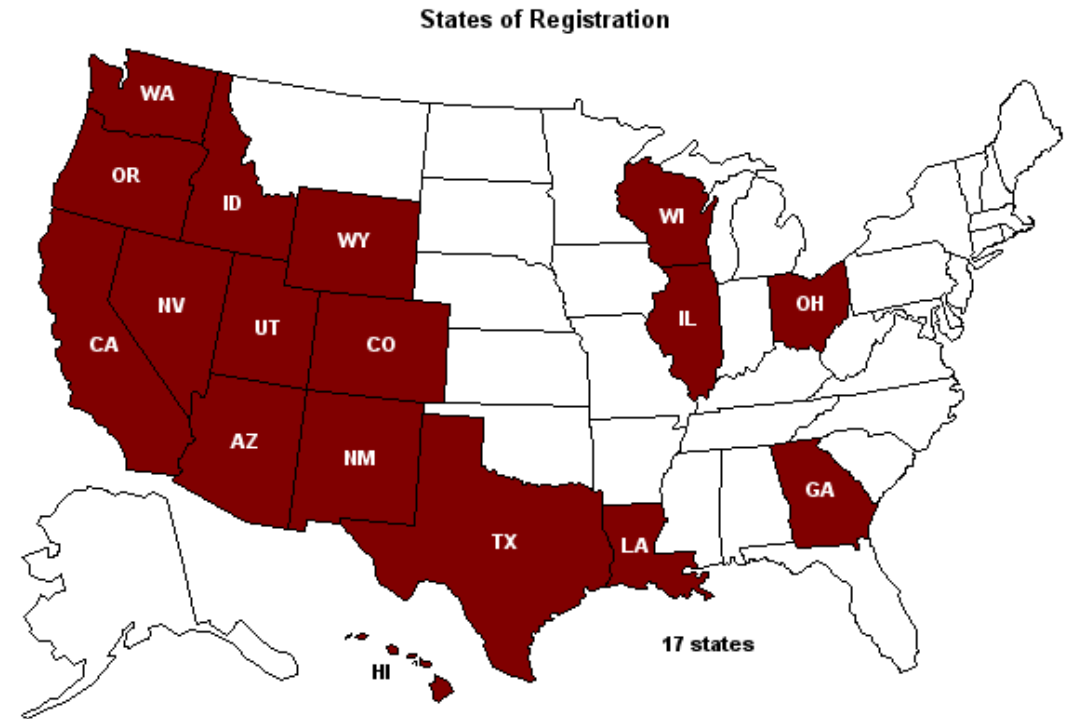 States of Registration
WA
OR
ID
WY
WI
NV
OH
UT
IL
CA
CO
AZ
NM
GA
TX
LA
17 states
HI